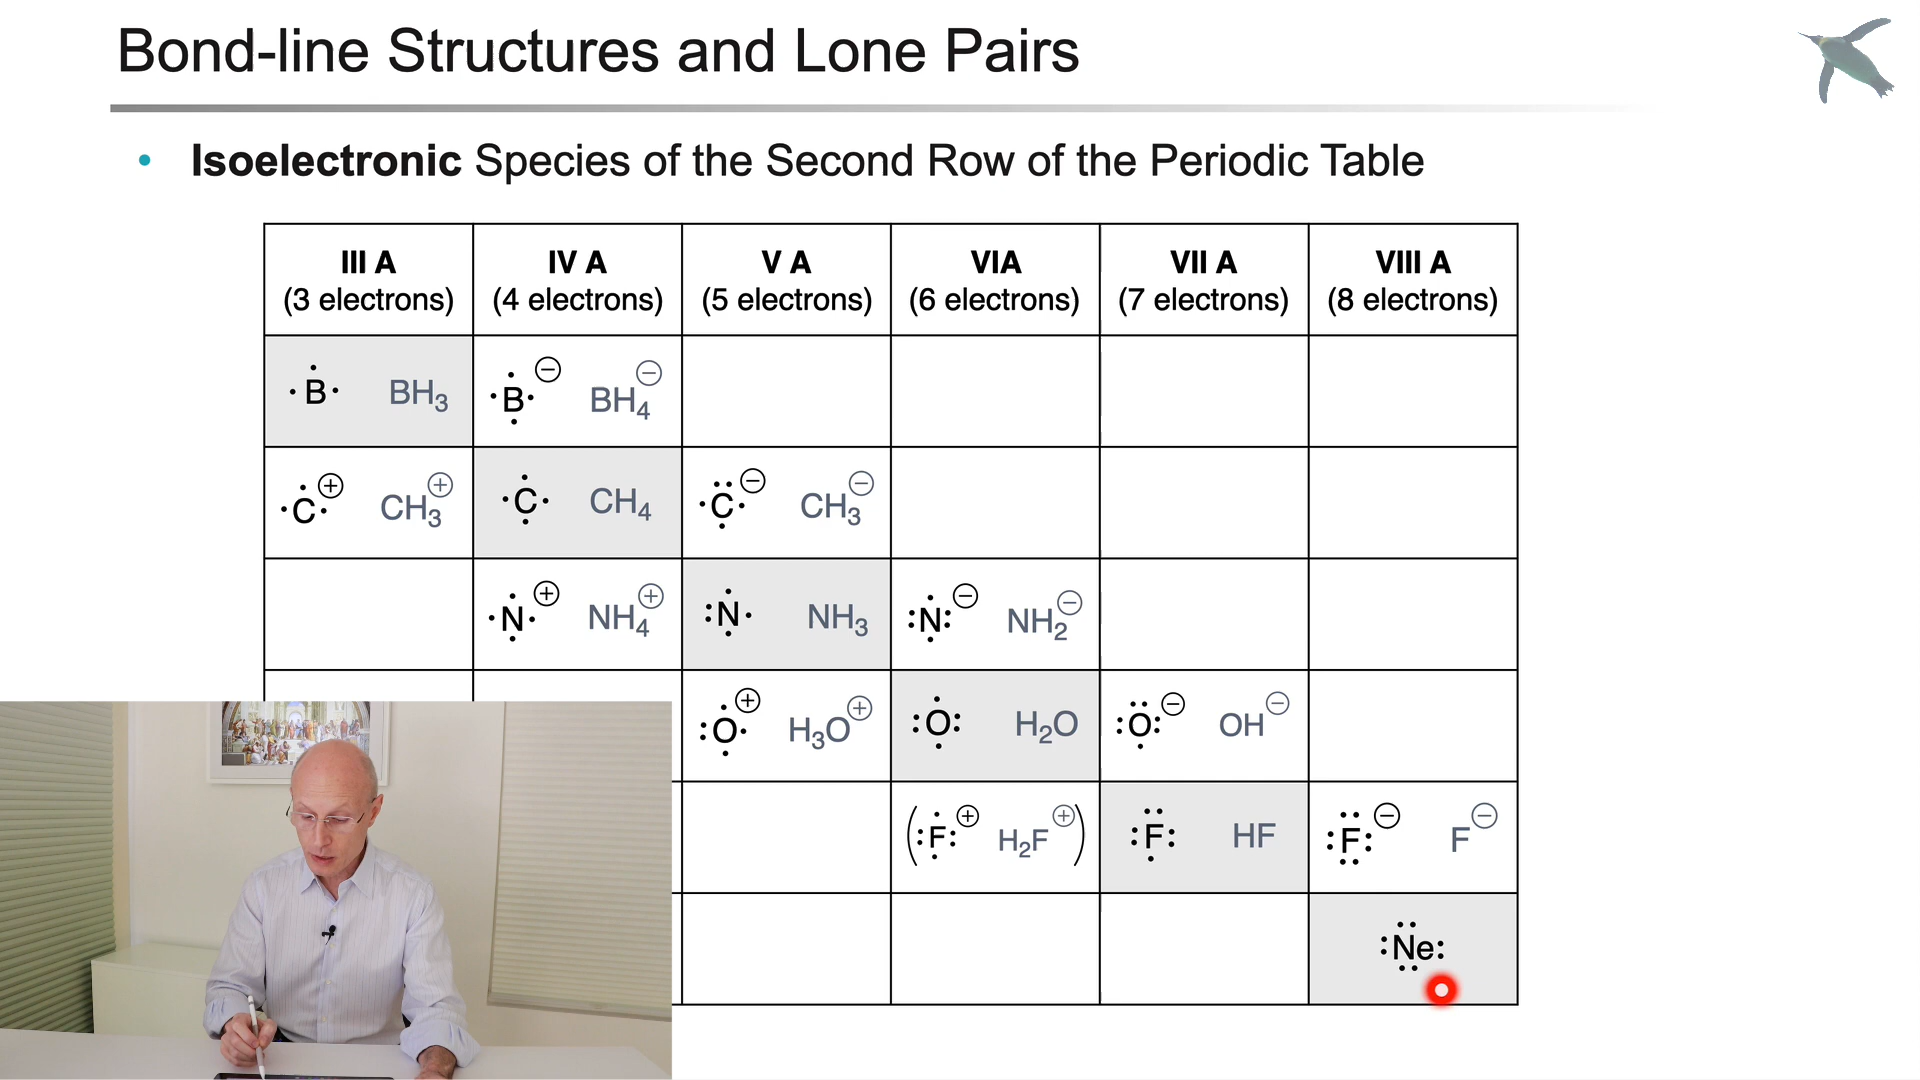 Bond-line Structures and Lone Pairs
• Isoelectronic Species of the Second Row of the Periodic Table
III A IV A V A VIA VII A VIII A
(3 electrons) (4 electrons) (5 electrons) (6 electrons) (7 electrons) (8 electrons)
B BH₃ B⊖ BH₄⊖
C⊕ CH₃⊕ C CH₄ C⊖ CH₃⊖
N⊕ NH₄⊕ N NH₃ N⊖ NH₂⊖
O⊕ H₃O⊕ O H₂O O⊖ OH⊖
(F⊕ H₂F⊕) F HF F⊖ F⊖
Ne